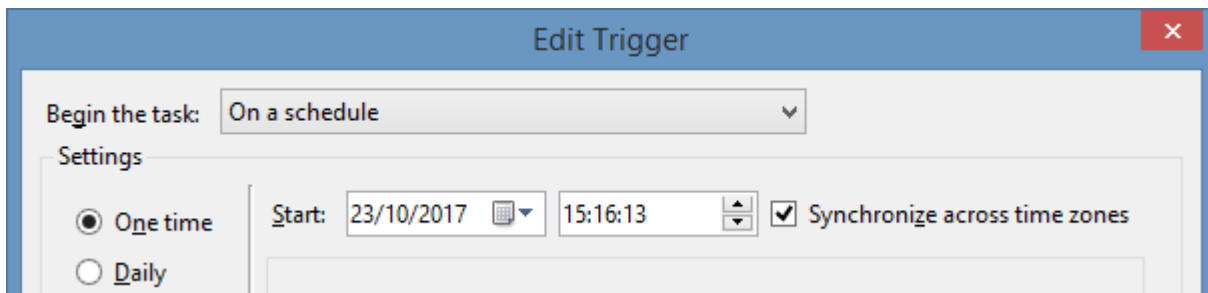 Edit Trigger
Begin the task: On a schedule
Settings
One time
Start: 23/10/2017 15:16:13 Synchronize across time zones
Daily